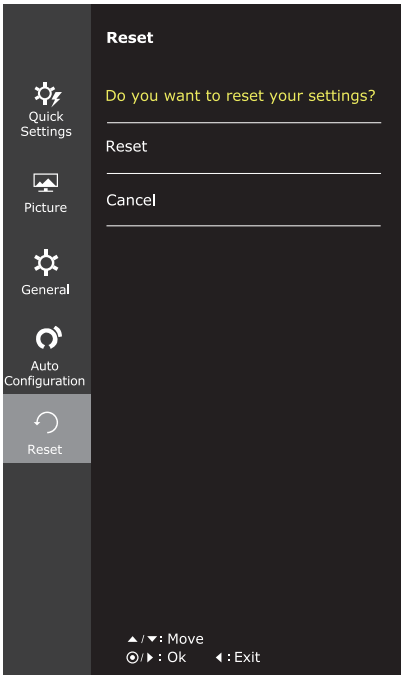 Reset
Do you want to reset your settings?
Reset
Cancel
Quick
Settings
Picture
General
Auto
Configuration
Reset
▲/▼: Move
◉/▶: Ok ◀: Exit